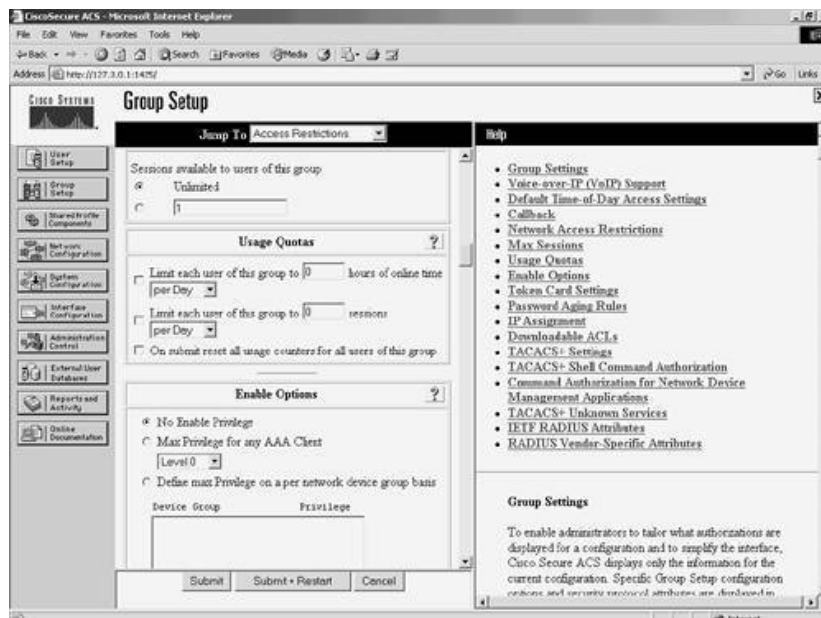 CiscoSecure ACS - Microsoft Internet Explorer
File Edit View Favorites Tools Help
Back Search Favorites Media
Address http://127.0.0.1:1425/ Go Links
CISCO SYSTEMS
Group Setup
Jump To Access Restrictions
User Setup
Group Setup
Shared Profile Components
Network Configuration
System Configuration
Interface Configuration
Administration Control
External User Databases
Reports and Activity
Online Documentation
Sessions available to users of this group
Unlimited
1
Usage Quotas ?
Limit each user of this group to 0 hours of online time
per Day
Limit each user of this group to 0 sessions
per Day
On submit reset all usage counters for all users of this group
Enable Options ?
No Enable Privilege
Max Privilege for any AAA Client
Level 0
Define max Privilege on a per network device group basis
Device Group Privilege
Submit Submit + Restart Cancel
Help
Group Settings
Voice-over-IP (VoIP) Support
Default Time-of-Day Access Settings
Callback
Network Access Restrictions
Max Sessions
Usage Quotas
Enable Options
Token Card Settings
Password Aging Rules
IP Assignment
Downloadable ACLs
TACACS+ Settings
TACACS+ Shell Command Authorization
Command Authorization for Network Device
Management Applications
TACACS+ Unknown Services
IETF RADIUS Attributes
RADIUS Vendor-Specific Attributes
Group Settings
To enable administrators to tailor what authorizations are
displayed for a configuration and to simplify the interface,
Cisco Secure ACS displays only the information for the
current configuration. Specific Group Setup configuration
options and security protocol attributes are displayed in